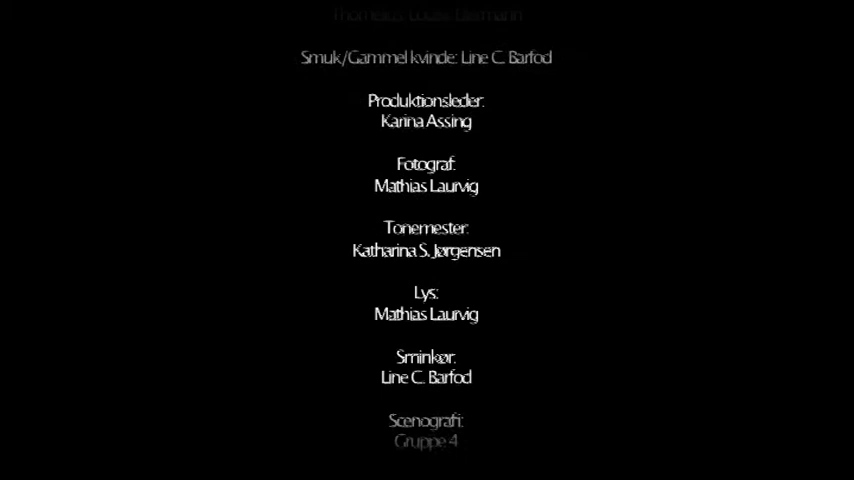 Smuk/Gammel kvinde: Line C. Barfod
Produktionsleder:
Karina Assing
Fotograf:
Mathias Laurvig
Tonemester:
Katharina S. Jørgensen
Lys:
Mathias Laurvig
Sminkør:
Line C. Barfod
Scenografi:
Gruppe 4